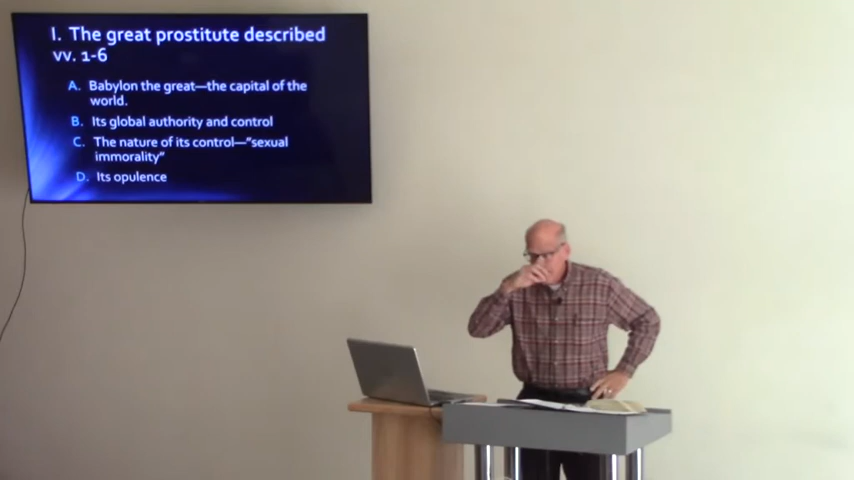 I. The great prostitute described
vv. 1-6
A. Babylon the great—the capital of the
world.
B. Its global authority and control
C. The nature of its control—“sexual
immorality”
D. Its opulence